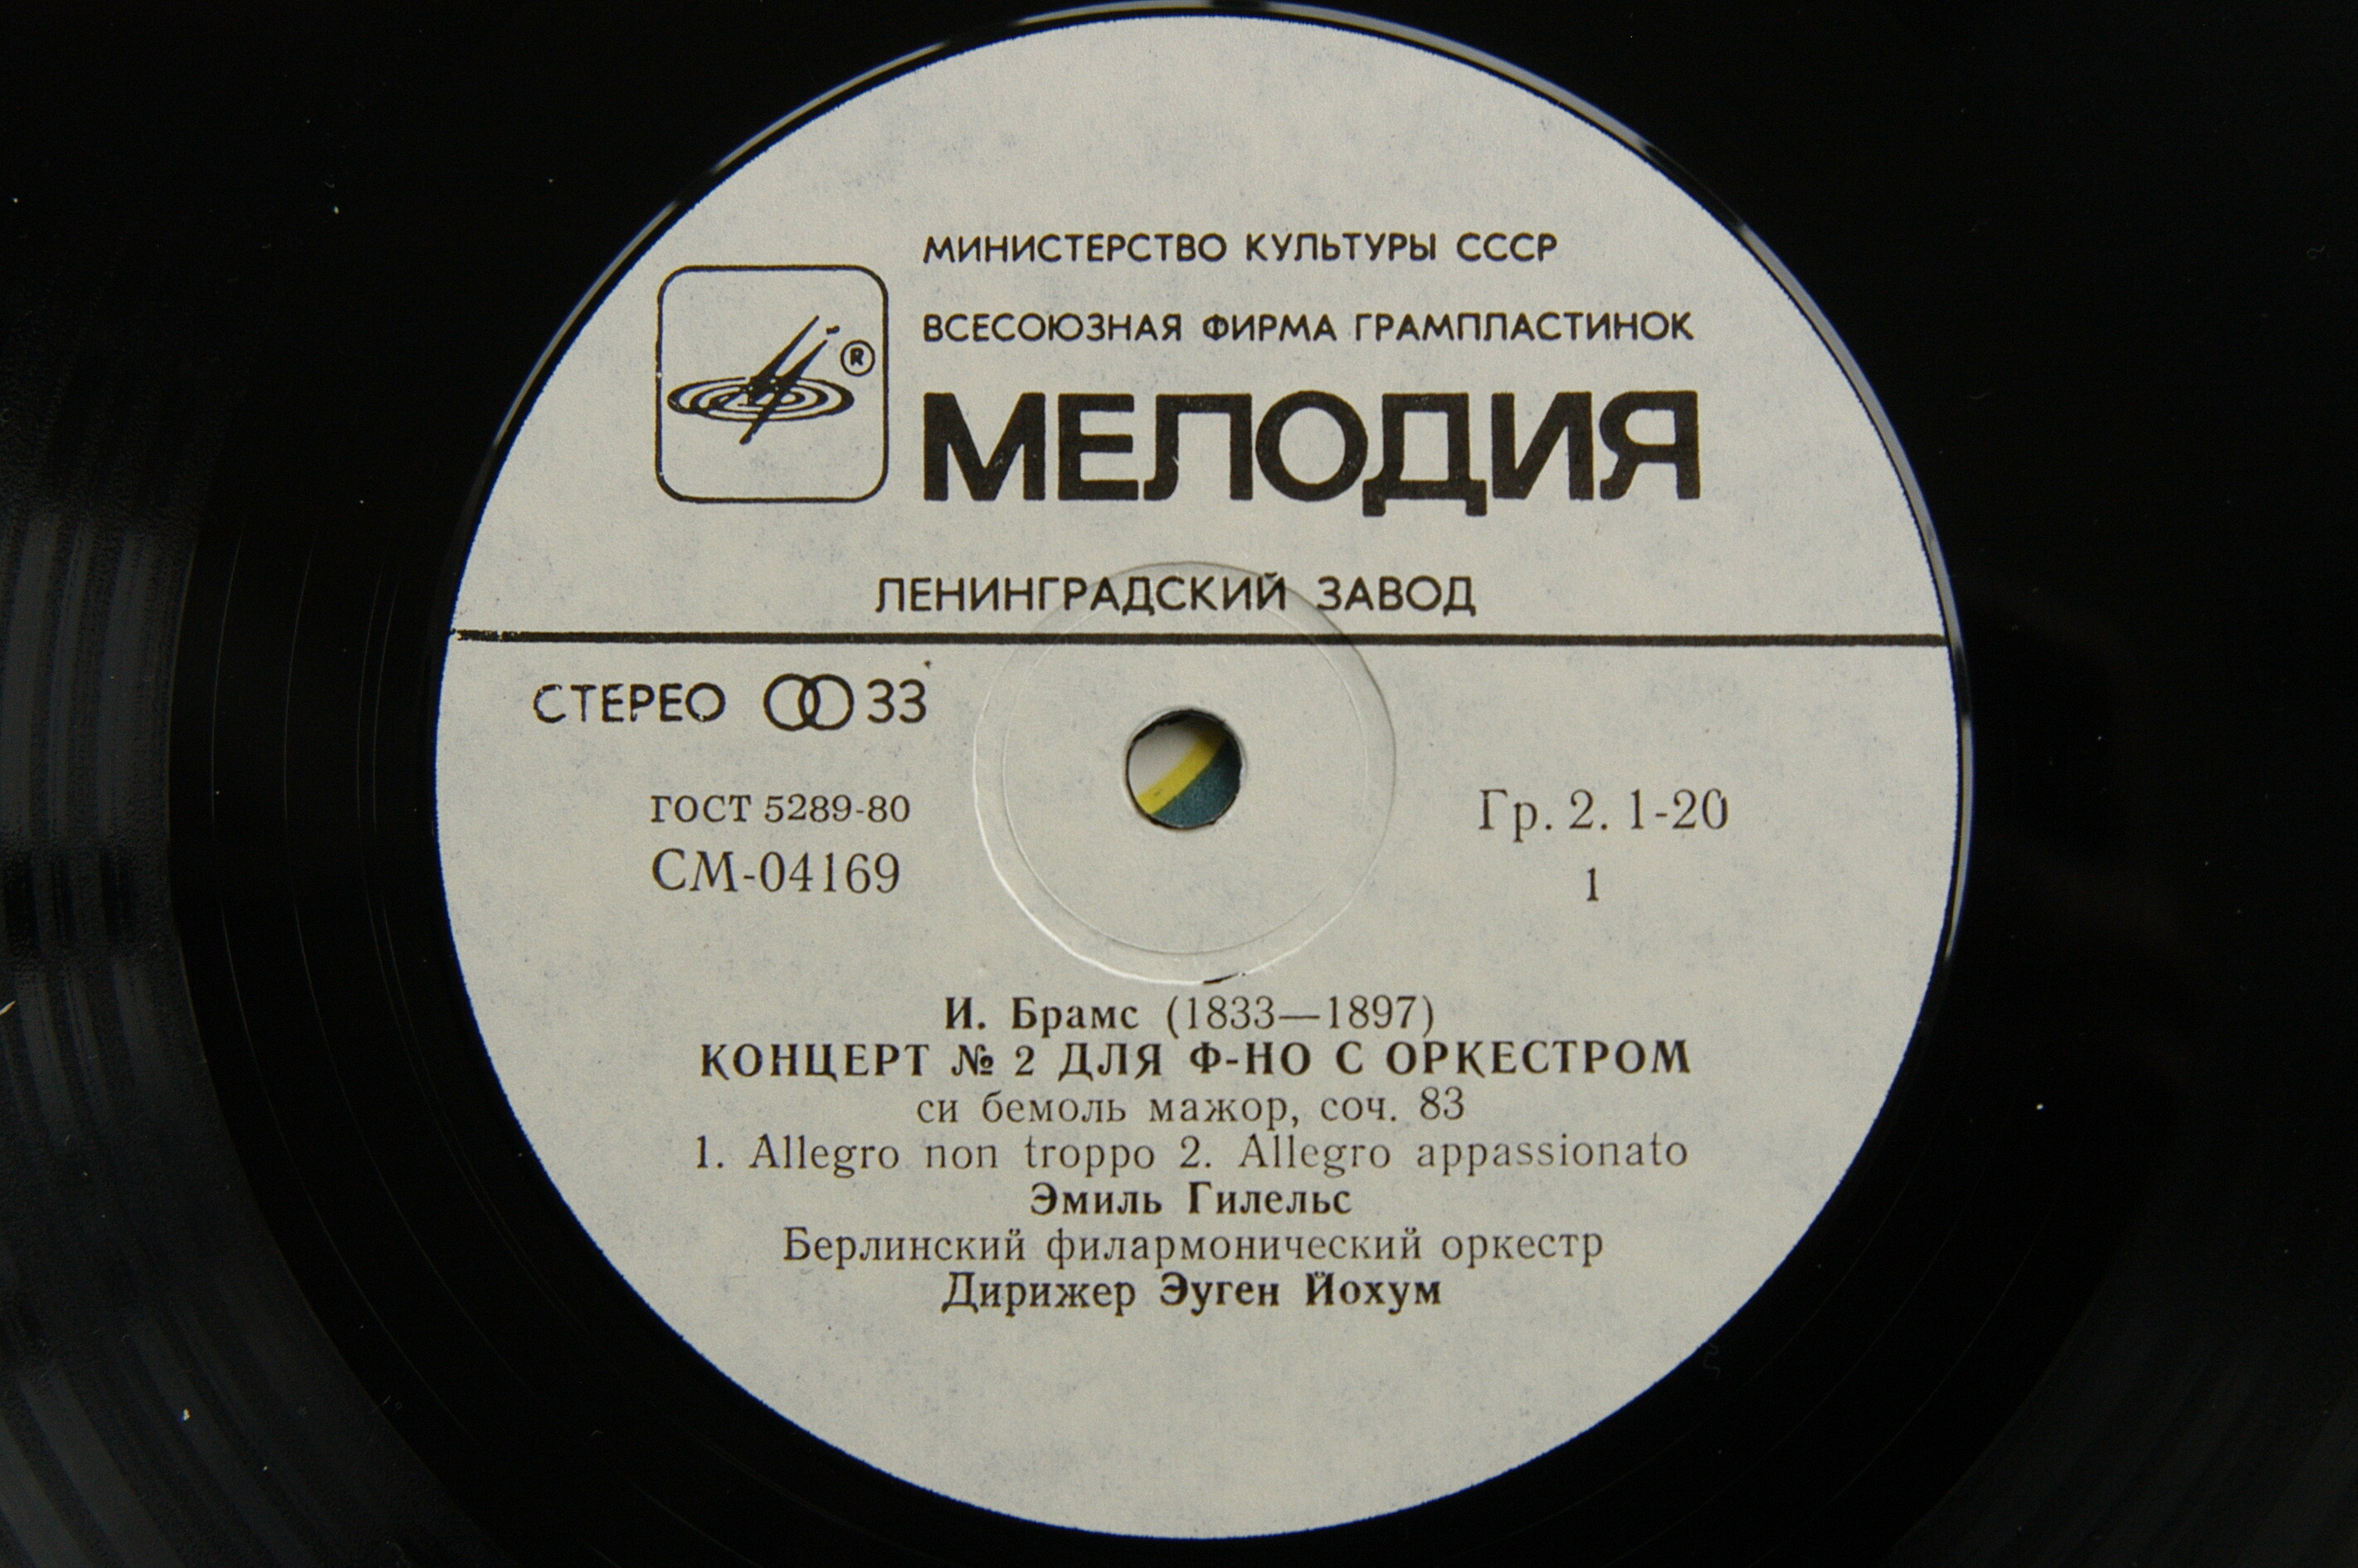 МИНИСТЕРСТВО КУЛЬТУРЫ СССР
ВСЕСОЮЗНАЯ ФИРМА ГРАМПЛАСТИНОК
®
МЕЛОДИЯ
ЛЕНИНГРАДСКИЙ ЗАВОД
СТЕРЕО 33
ГОСТ 5289-80
СМ-04169
Гр. 2. 1-20
1
И. Брамс (1833—1897)
КОНЦЕРТ № 2 ДЛЯ Ф-НО С ОРКЕСТРОМ
си бемоль мажор, соч. 83
1. Allegro non troppo 2. Allegro appassionato
Эмиль Гилельс
Берлинский филармонический оркестр
Дирижер Эуген Йохум